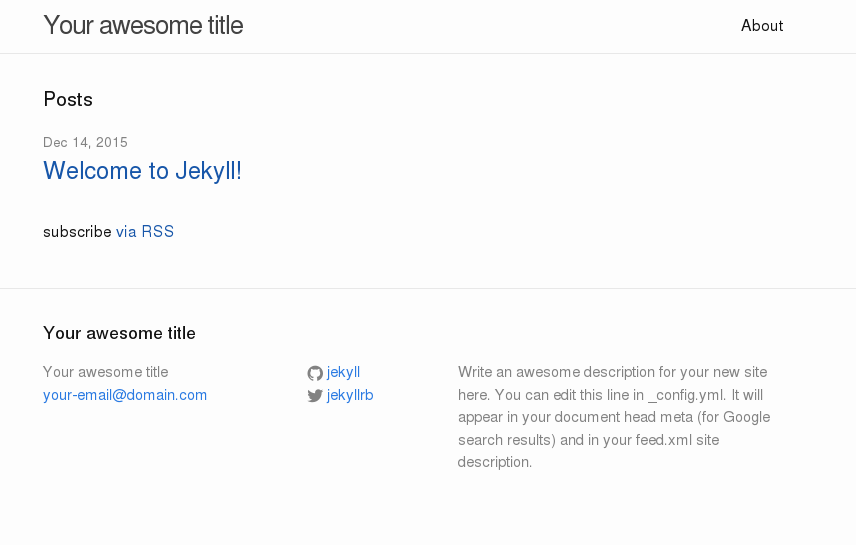 Your awesome title
About
Posts
Dec 14, 2015
Welcome to Jekyll!
subscribe via RSS
Your awesome title
Your awesome title
your-email@domain.com
jekyll
jekyllrb
Write an awesome description for your new site
here. You can edit this line in _config.yml. It will
appear in your document head meta (for Google
search results) and in your feed.xml site
description.